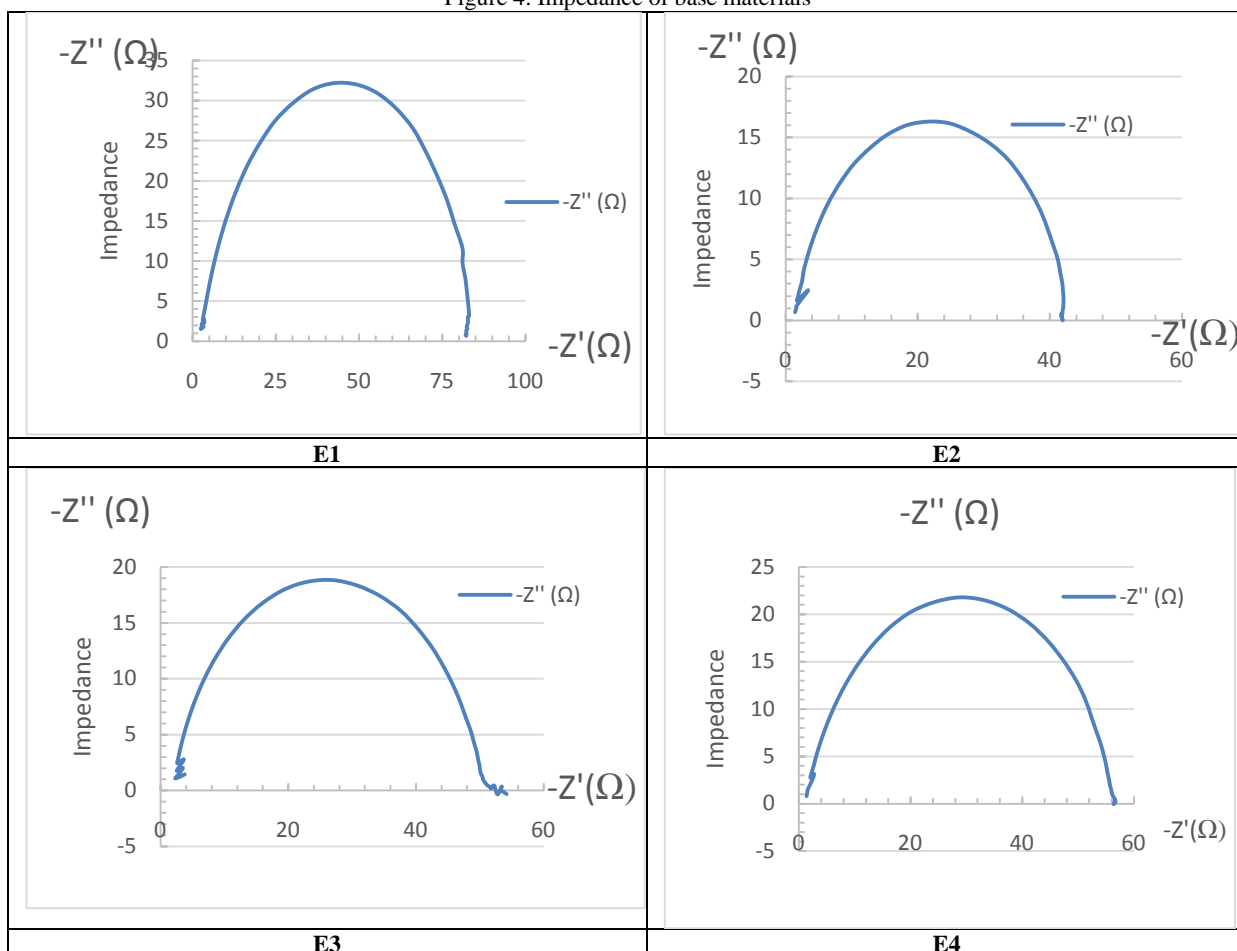 Figure 4. Impedance of base materials
-Z'' (Ω)
35
30
25
20
15
10
5
0
Impedance
-Z'' (Ω)
-Z'(Ω)
0 25 50 75 100
E1
-Z'' (Ω)
20
15
10
5
0
-5
Impedance
-Z'' (Ω)
-Z'(Ω)
0 20 40 60
E2
-Z'' (Ω)
20
15
10
5
0
-5
Impedance
-Z'' (Ω)
-Z'(Ω)
0 20 40 60
E3
-Z'' (Ω)
25
20
15
10
5
0
-5
Impedance
-Z'' (Ω)
-Z'(Ω)
0 20 40 60
E4